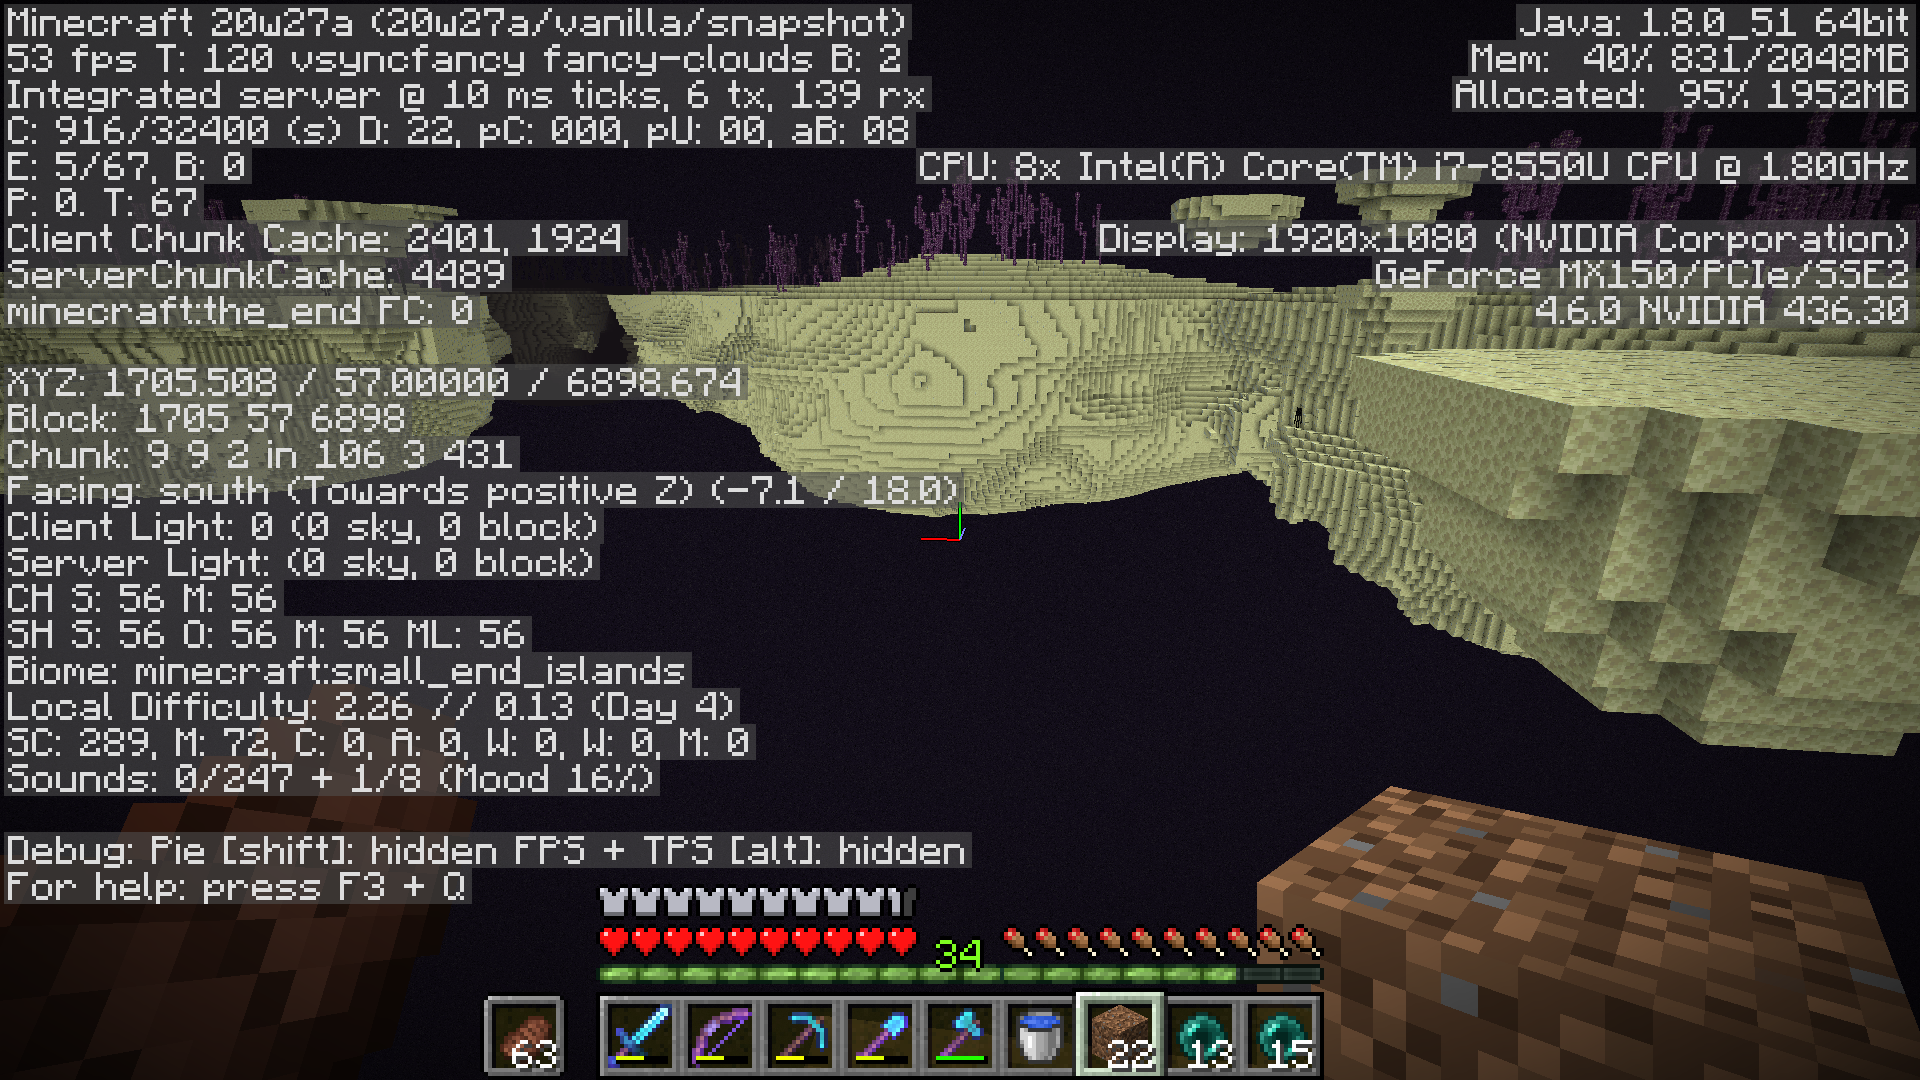 Minecraft 20w27a (20w27a/vanilla/snapshot)
53 fps T: 120 vsyncfancy fancy-clouds B: 2
Integrated server @ 10 ms ticks, 6 tx, 139 rx
C: 916/32400 (s) D: 22, pC: 000, pU: 00, aB: 08
E: 5/67, B: 0
P: 0. T: 67
Client Chunk Cache: 2401, 1924
ServerChunkCache: 4489
minecraft:the_end FC: 0
XYZ: 1705.508 / 57.00000 / 6898.674
Block: 1705 57 6898
Chunk: 9 9 2 in 106 3 431
Facing: south (Towards positive Z) (-7.1 / 18.0)
Client Light: 0 (0 sky, 0 block)
Server Light: (0 sky, 0 block)
CH S: 56 M: 56
SH S: 56 O: 56 M: 56 ML: 56
Biome: minecraft:small_end_islands
Local Difficulty: 2.26 // 0.13 (Day 4)
SC: 289, M: 72, C: 0, A: 0, W: 0, W: 0, M: 0
Sounds: 0/247 + 1/8 (Mood 16%)
Debug: Pie [shift]: hidden FPS + TPS [alt]: hidden
For help: press F3 + Q
Java: 1.8.0_51 64bit
Mem: 40% 831/2048MB
Allocated: 95% 1952MB
CPU: 8x Intel(R) Core(TM) i7-8550U CPU @ 1.80GHz
Display: 1920x1080 (NVIDIA Corporation)
GeForce MX150/PCIe/SSE2
4.6.0 NVIDIA 436.30
34
63
22
13
15